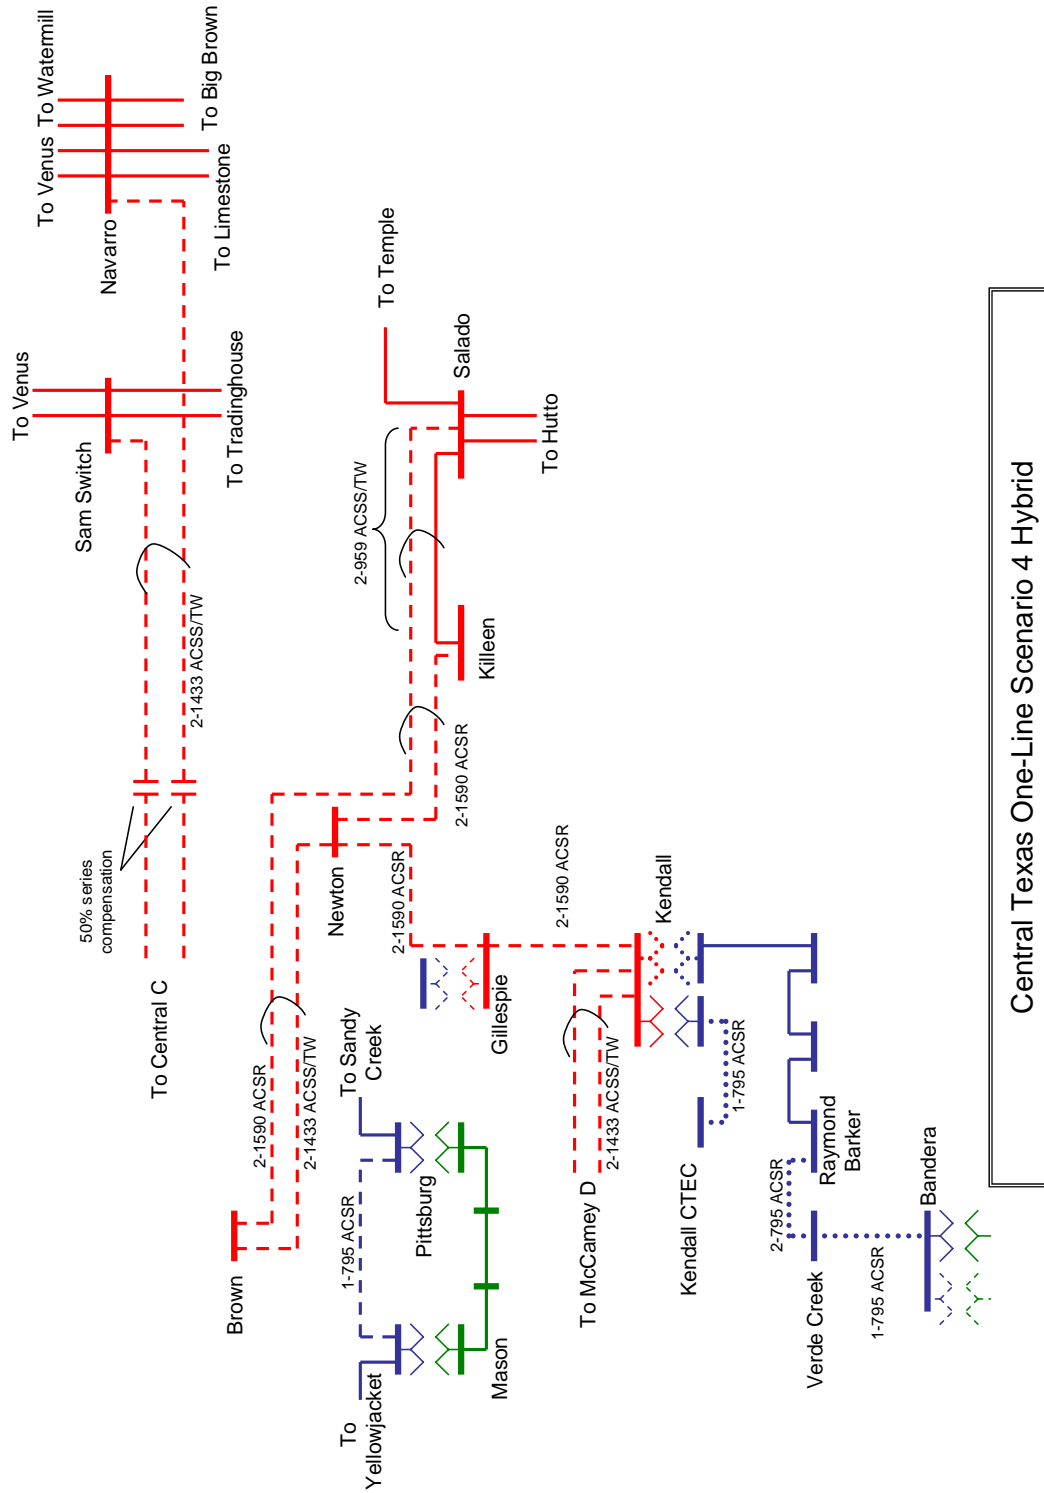 To Venus
To Watermill
Navarro
To Limestone
To Big Brown
To Venus
Sam Switch
To Tradinghouse
50% series
compensation
2-1433 ACSS/TW
To Central C
To Temple
Salado
To Hutto
2-959 ACSS/TW
Killeen
2-1590 ACSR
Newton
2-1590 ACSR
2-1590 ACSR
2-1433 ACSS/TW
Brown
Gillespie
2-1590 ACSR
Kendall
To Sandy
Creek
Pittsburg
1-795 ACSR
To
Yellowjacket
Mason
To McCamey D
2-1433 ACSS/TW
Kendall CTEC
1-795 ACSR
Raymond
Barker
2-795 ACSR
Verde Creek
1-795 ACSR
Bandera
Central Texas One-Line Scenario 4 Hybrid